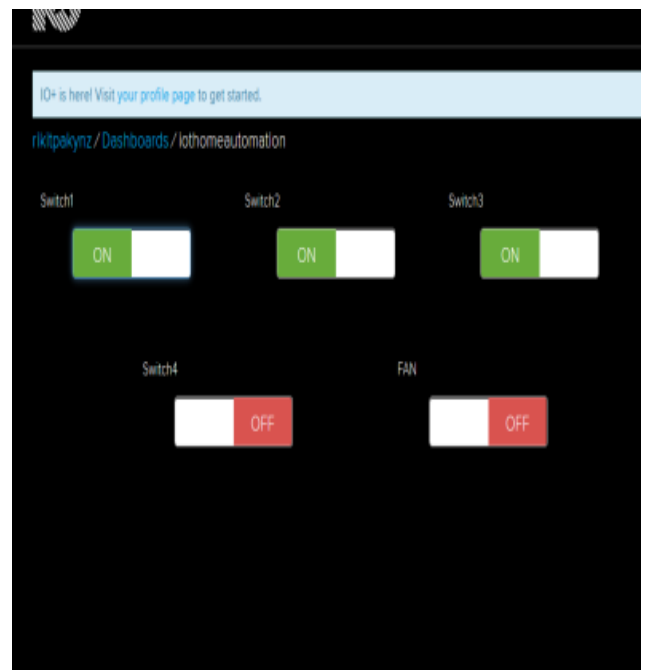 IO+ is here! Visit your profile page to get started.
rikitpakynz/Dashboards/iothomeautomation
Switch1 Switch2 Switch3
ON ON ON
Switch4 FAN
OFF OFF